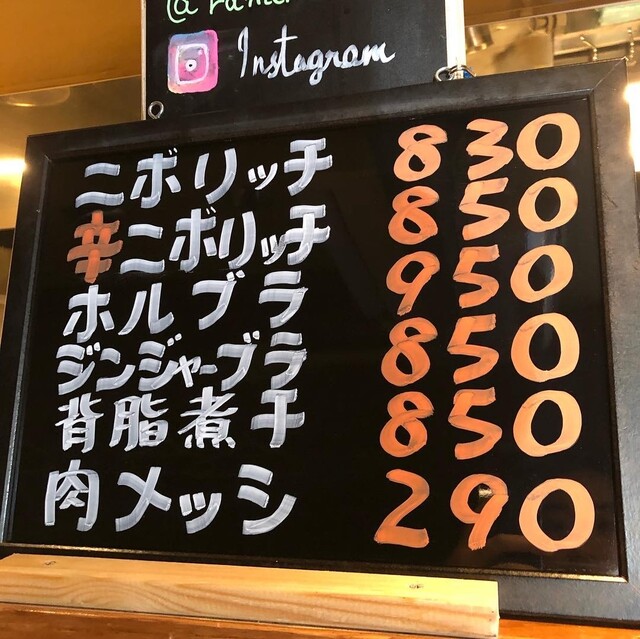 Instagram
ニボリッチ 830
辛ニボリッチ 850
ホルブラ 950
ジンジャーブラ 850
背脂煮干 850
肉メッシ 290